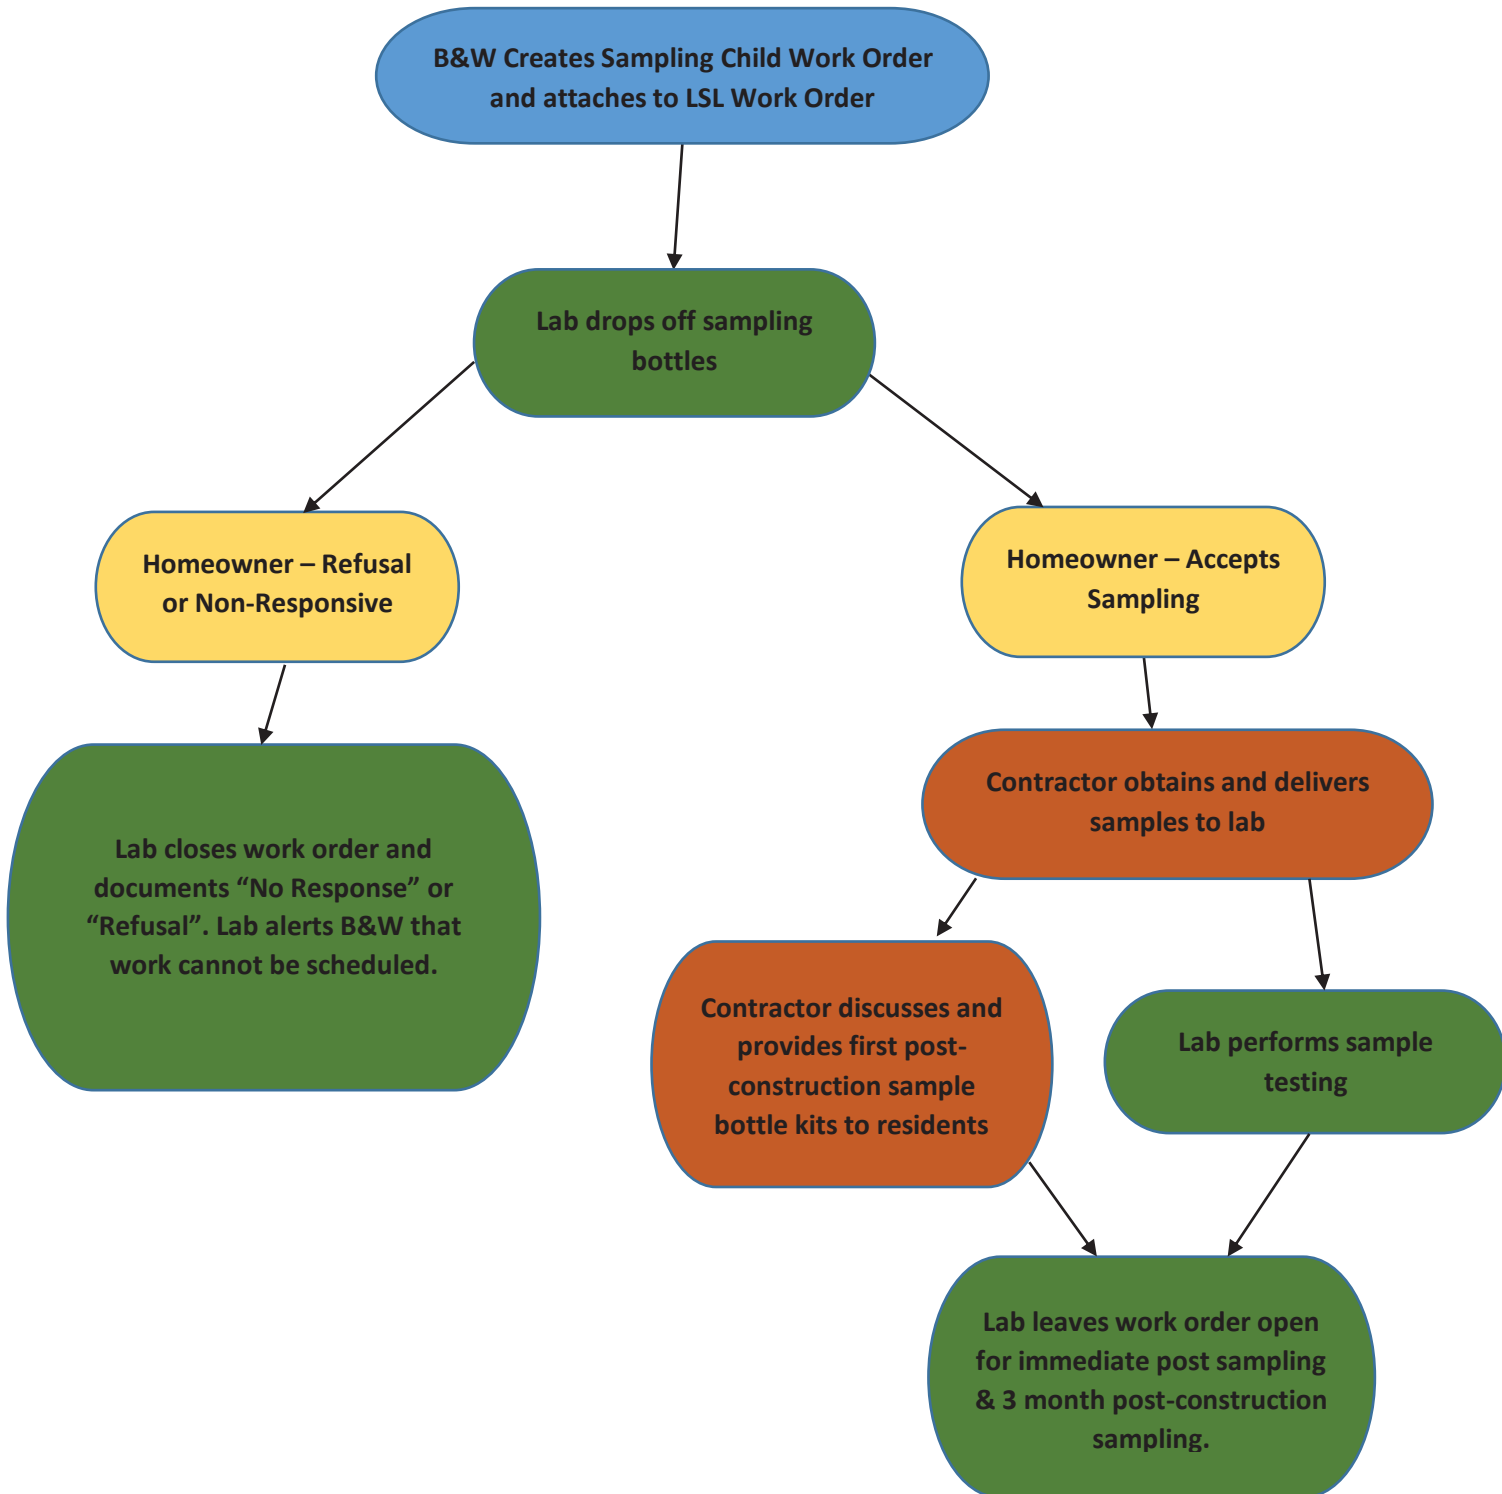 B&W Creates Sampling Child Work Order
and attaches to LSL Work Order
Lab drops off sampling
bottles
Homeowner – Refusal
or Non-Responsive
Homeowner – Accepts
Sampling
Lab closes work order and
documents “No Response” or
“Refusal”. Lab alerts B&W that
work cannot be scheduled.
Contractor obtains and delivers
samples to lab
Contractor discusses and
provides first post-
construction sample
bottle kits to residents
Lab performs sample
testing
Lab leaves work order open
for immediate post sampling
& 3 month post-construction
sampling.